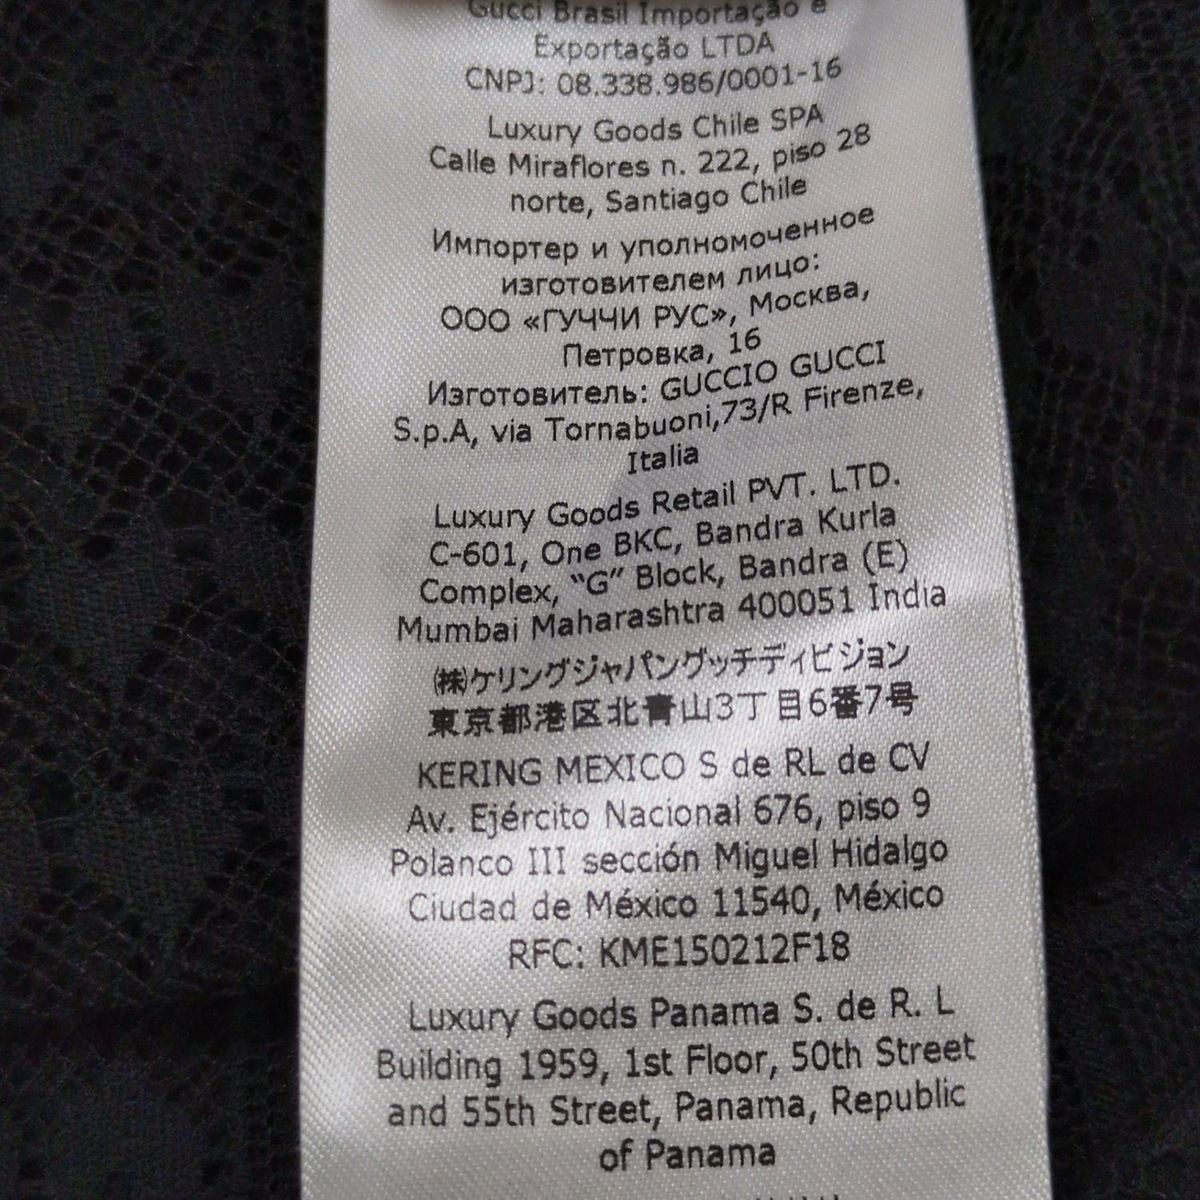 Gucci Brasil Importação e
Exportação LTDA
CNPJ: 08.338.986/0001-16
Luxury Goods Chile SPA
Calle Miraflores n. 222, piso 28
norte, Santiago Chile
Импортер и уполномоченное
изготовителем лицо:
ООО «ГУЧЧИ РУС», Москва,
Петровка, 16
Изготовитель: GUCCIO GUCCI
S.p.A, via Tornabuoni,73/R Firenze,
Italia
Luxury Goods Retail PVT. LTD.
C-601, One BKC, Bandra Kurla
Complex, "G" Block, Bandra (E)
Mumbai Maharashtra 400051 India
㈱ケリングジャパングッチディビジョン
東京都港区北青山3丁目6番7号
KERING MEXICO S de RL de CV
Av. Ejército Nacional 676, piso 9
Polanco III sección Miguel Hidalgo
Ciudad de México 11540, México
RFC: KME150212F18
Luxury Goods Panama S. de R. L
Building 1959, 1st Floor, 50th Street
and 55th Street, Panama, Republic
of Panama